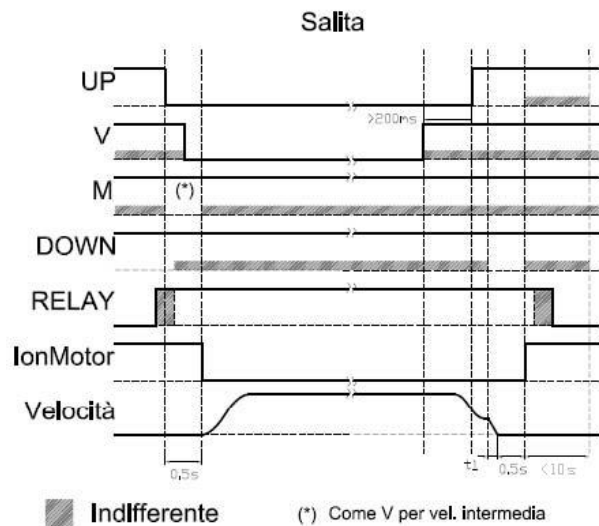 Salita
UP
>200ms
V
(*)
M
DOWN
RELAY
IonMotor
Velocità
0,5s
t1
0,5s
<10s
Indifferente
(*) Come V per vel. intermedia